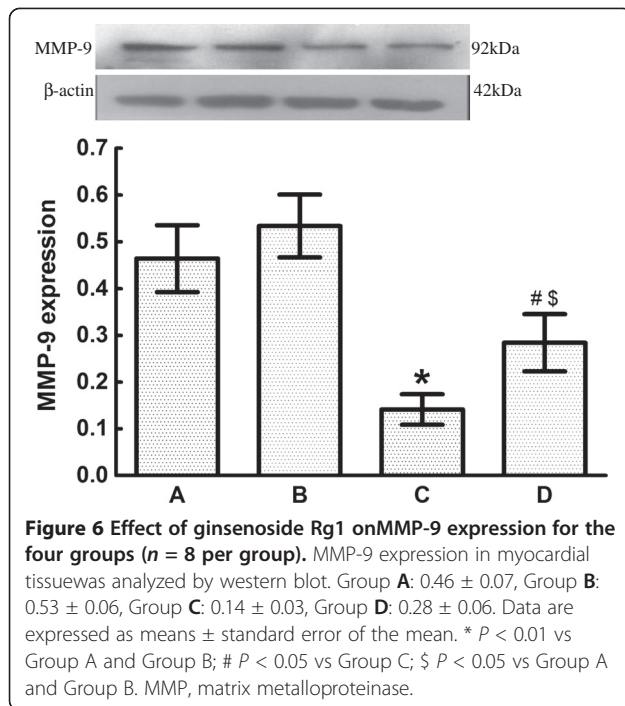 MMP-9 92kDa
β-actin 42kDa
0.7
0.6
0.5
0.4
0.3
0.2
0.1
0.0
MMP-9 expression
# $
*
A B C D
Figure 6 Effect of ginsenoside Rg1 onMMP-9 expression for the
four groups (n = 8 per group). MMP-9 expression in myocardial
tissuewas analyzed by western blot. Group A: 0.46 ± 0.07, Group B:
0.53 ± 0.06, Group C: 0.14 ± 0.03, Group D: 0.28 ± 0.06. Data are
expressed as means ± standard error of the mean. * P < 0.01 vs
Group A and Group B; # P < 0.05 vs Group C; $ P < 0.05 vs Group A
and Group B. MMP, matrix metalloproteinase.